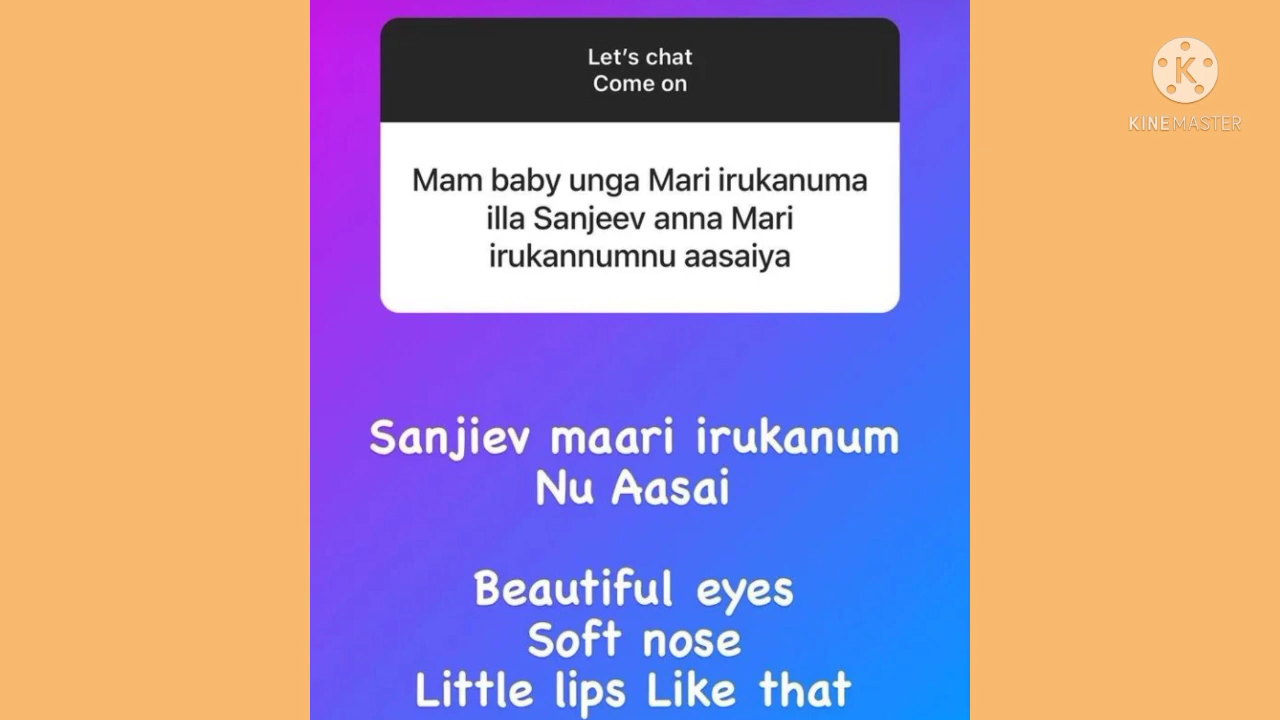 Let's chat
Come on
KINEMASTER
Mam baby unga Mari irukanuma
illa Sanjeev anna Mari
irukannumnu aasaiya
Sanjiev maari irukanum
Nu Aasai
Beautiful eyes
Soft nose
Little lips Like that